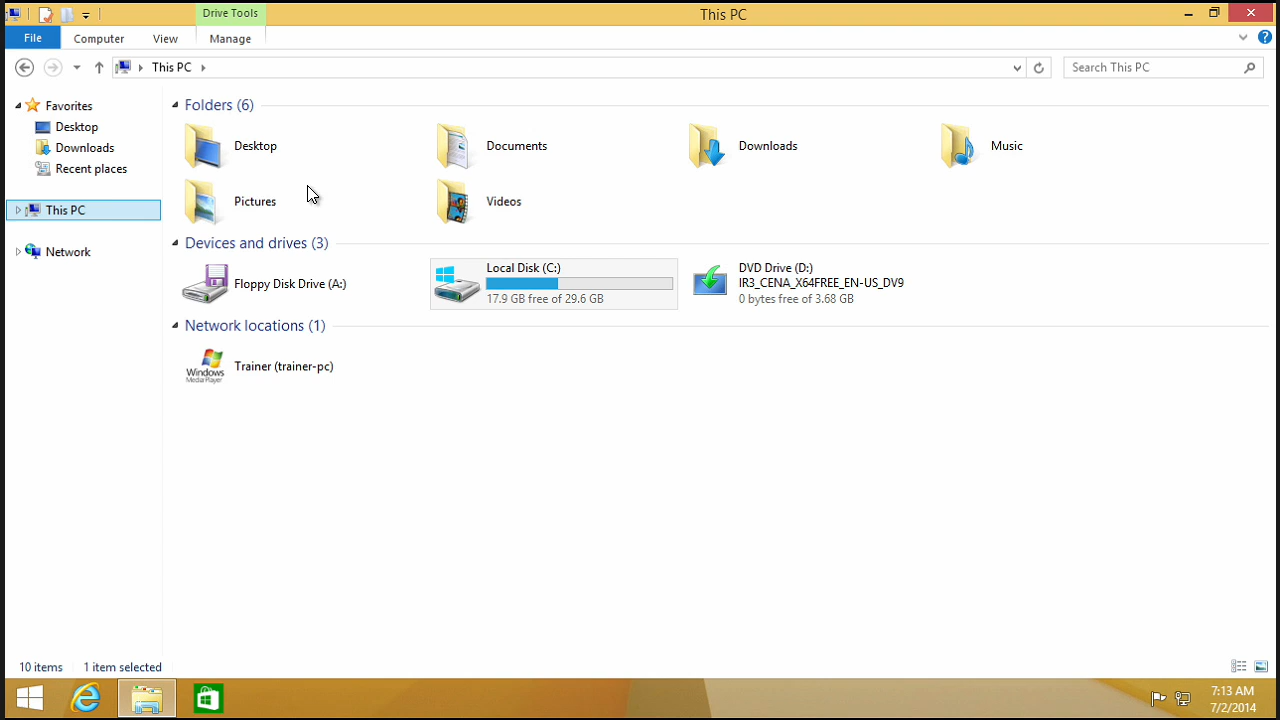 Drive Tools
This PC
File
Computer
View
Manage
This PC
Search This PC
Favorites
Desktop
Downloads
Recent places
This PC
Network
Folders (6)
Desktop
Documents
Downloads
Music
Pictures
Videos
Devices and drives (3)
Floppy Disk Drive (A:)
Local Disk (C:)
17.9 GB free of 29.6 GB
DVD Drive (D:)
IR3_CENA_X64FREE_EN-US_DV9
0 bytes free of 3.68 GB
Network locations (1)
Windows
Media Player
Trainer (trainer-pc)
10 items
1 item selected
7:13 AM
7/2/2014